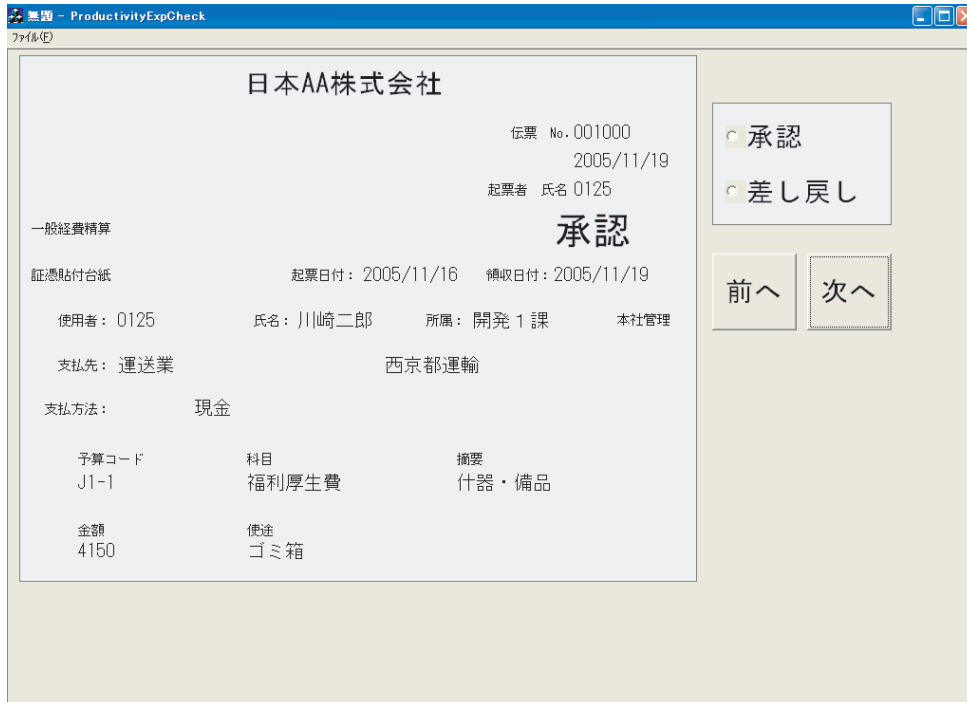 無題 - ProductivityExpCheck
ファイル(F)
日本AA株式会社
伝票 No.001000
2005/11/19
起票者 氏名 0125
一般経費精算 承認
証憑貼付台紙 起票日付：2005/11/16 領収日付：2005/11/19
使用者：0125 氏名：川崎二郎 所属：開発１課 本社管理
支払先：運送業 西京都運輸
支払方法： 現金
予算コード 科目 摘要
J1-1 福利厚生費 什器・備品
金額 使途
4150 ゴミ箱
承認
差し戻し
前へ 次へ